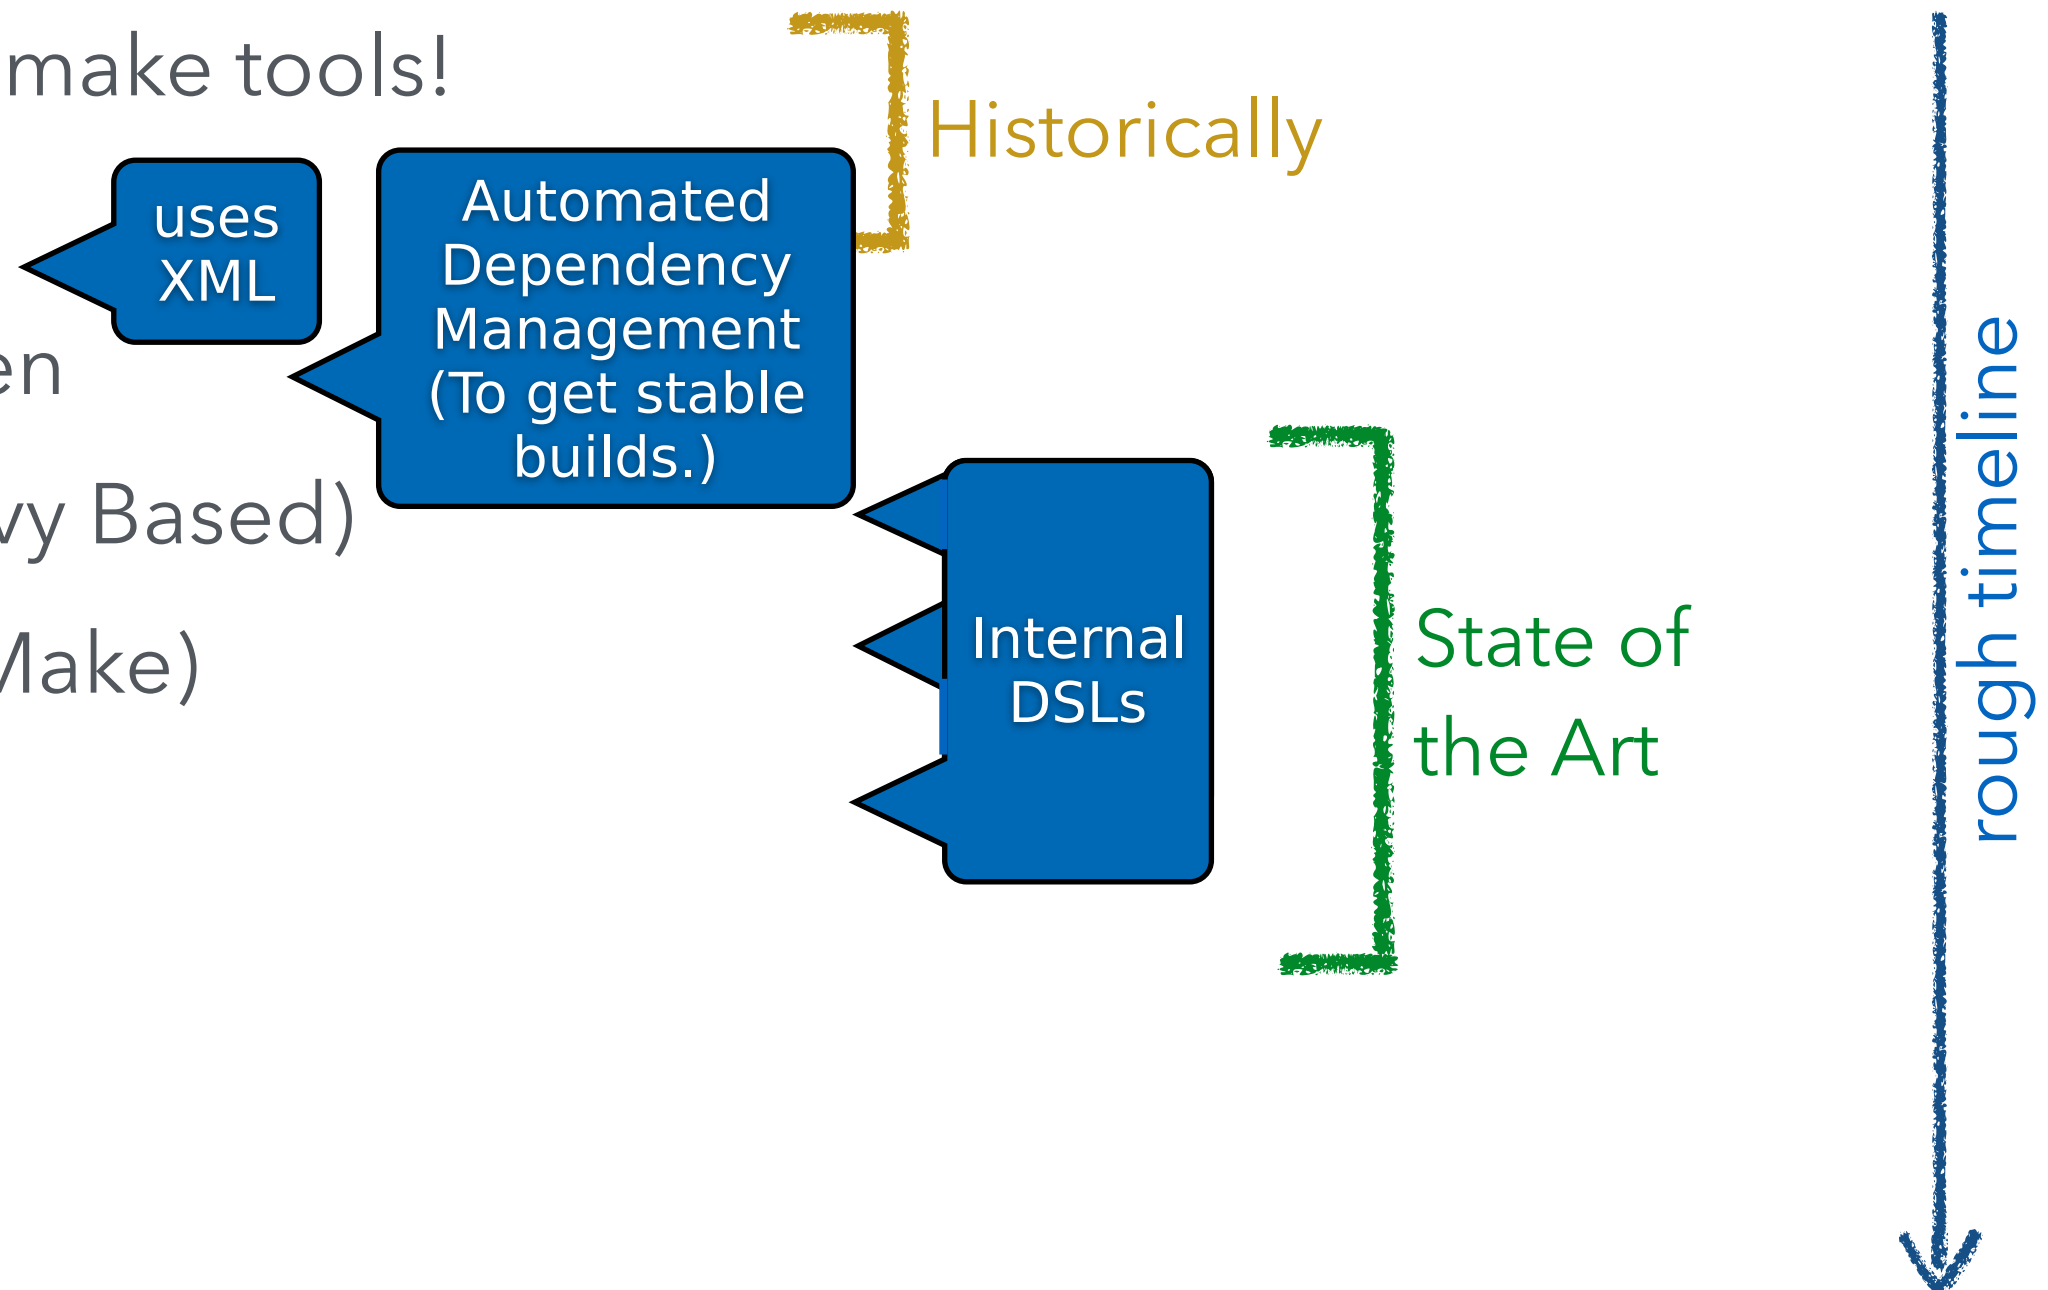 make tools!
Historically
uses
XML
Automated
Dependency
Management
(To get stable
builds.)
en
vy Based)
Make)
Internal
DSLs
State of
the Art
rough timeline